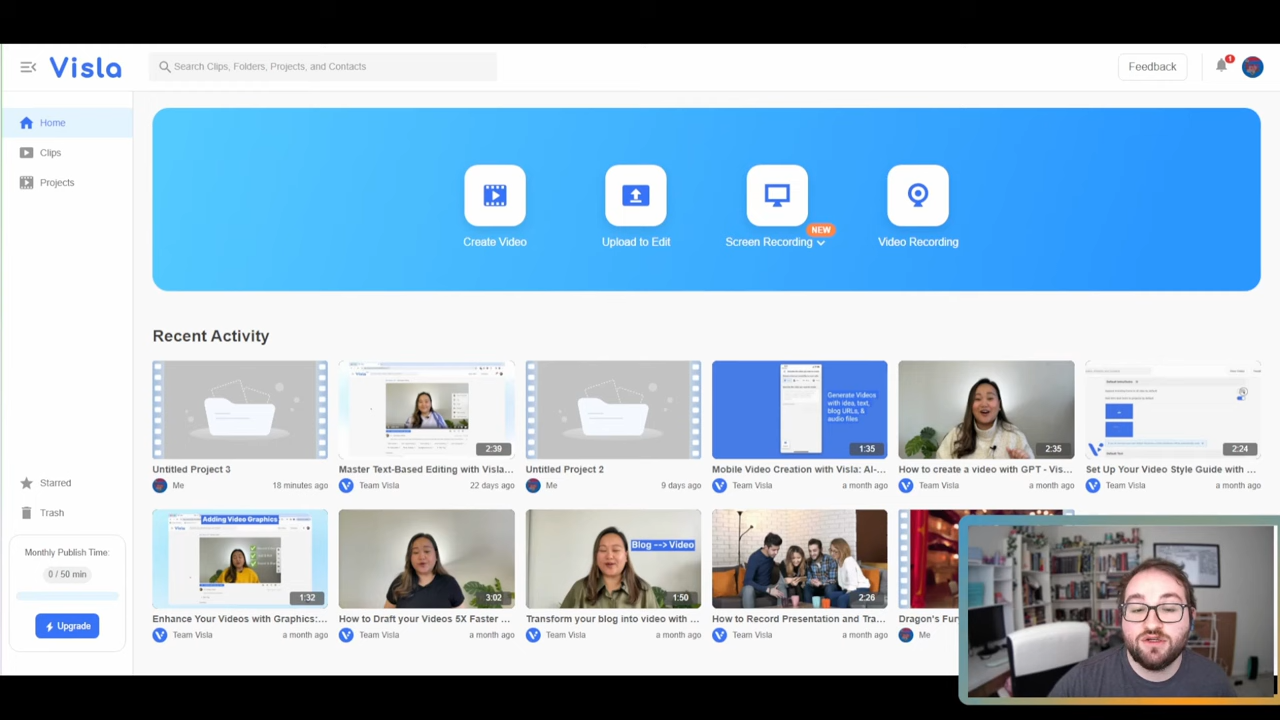 Visla
Search Clips, Folders, Projects, and Contacts
Feedback
1
Home
Clips
Projects
Create Video
Upload to Edit
NEW
Screen Recording
Video Recording
Recent Activity
2:39
Generate Videos
with idea, text,
blog URLs, &
audio files
1:35
2:35
2:24
Untitled Project 3
Master Text-Based Editing with Visla...
Untitled Project 2
Mobile Video Creation with Visla: AI-...
How to create a video with GPT - Vis...
Set Up Your Video Style Guide with ...
Me
18 minutes ago
Team Visla
22 days ago
Me
9 days ago
Team Visla
a month ago
Team Visla
a month ago
Team Visla
a month ago
Starred
Trash
Adding Video Graphics
1:32
3:02
Blog --> Video
1:50
2:26
Monthly Publish Time:
0 / 50 min
Upgrade
Enhance Your Videos with Graphics:...
How to Draft your Videos 5X Faster ...
Transform your blog into video with ...
How to Record Presentation and Tra...
Dragon's
Team Visla
a month ago
Team Visla
a month ago
Team Visla
a month ago
Team Visla
a month ago
Me